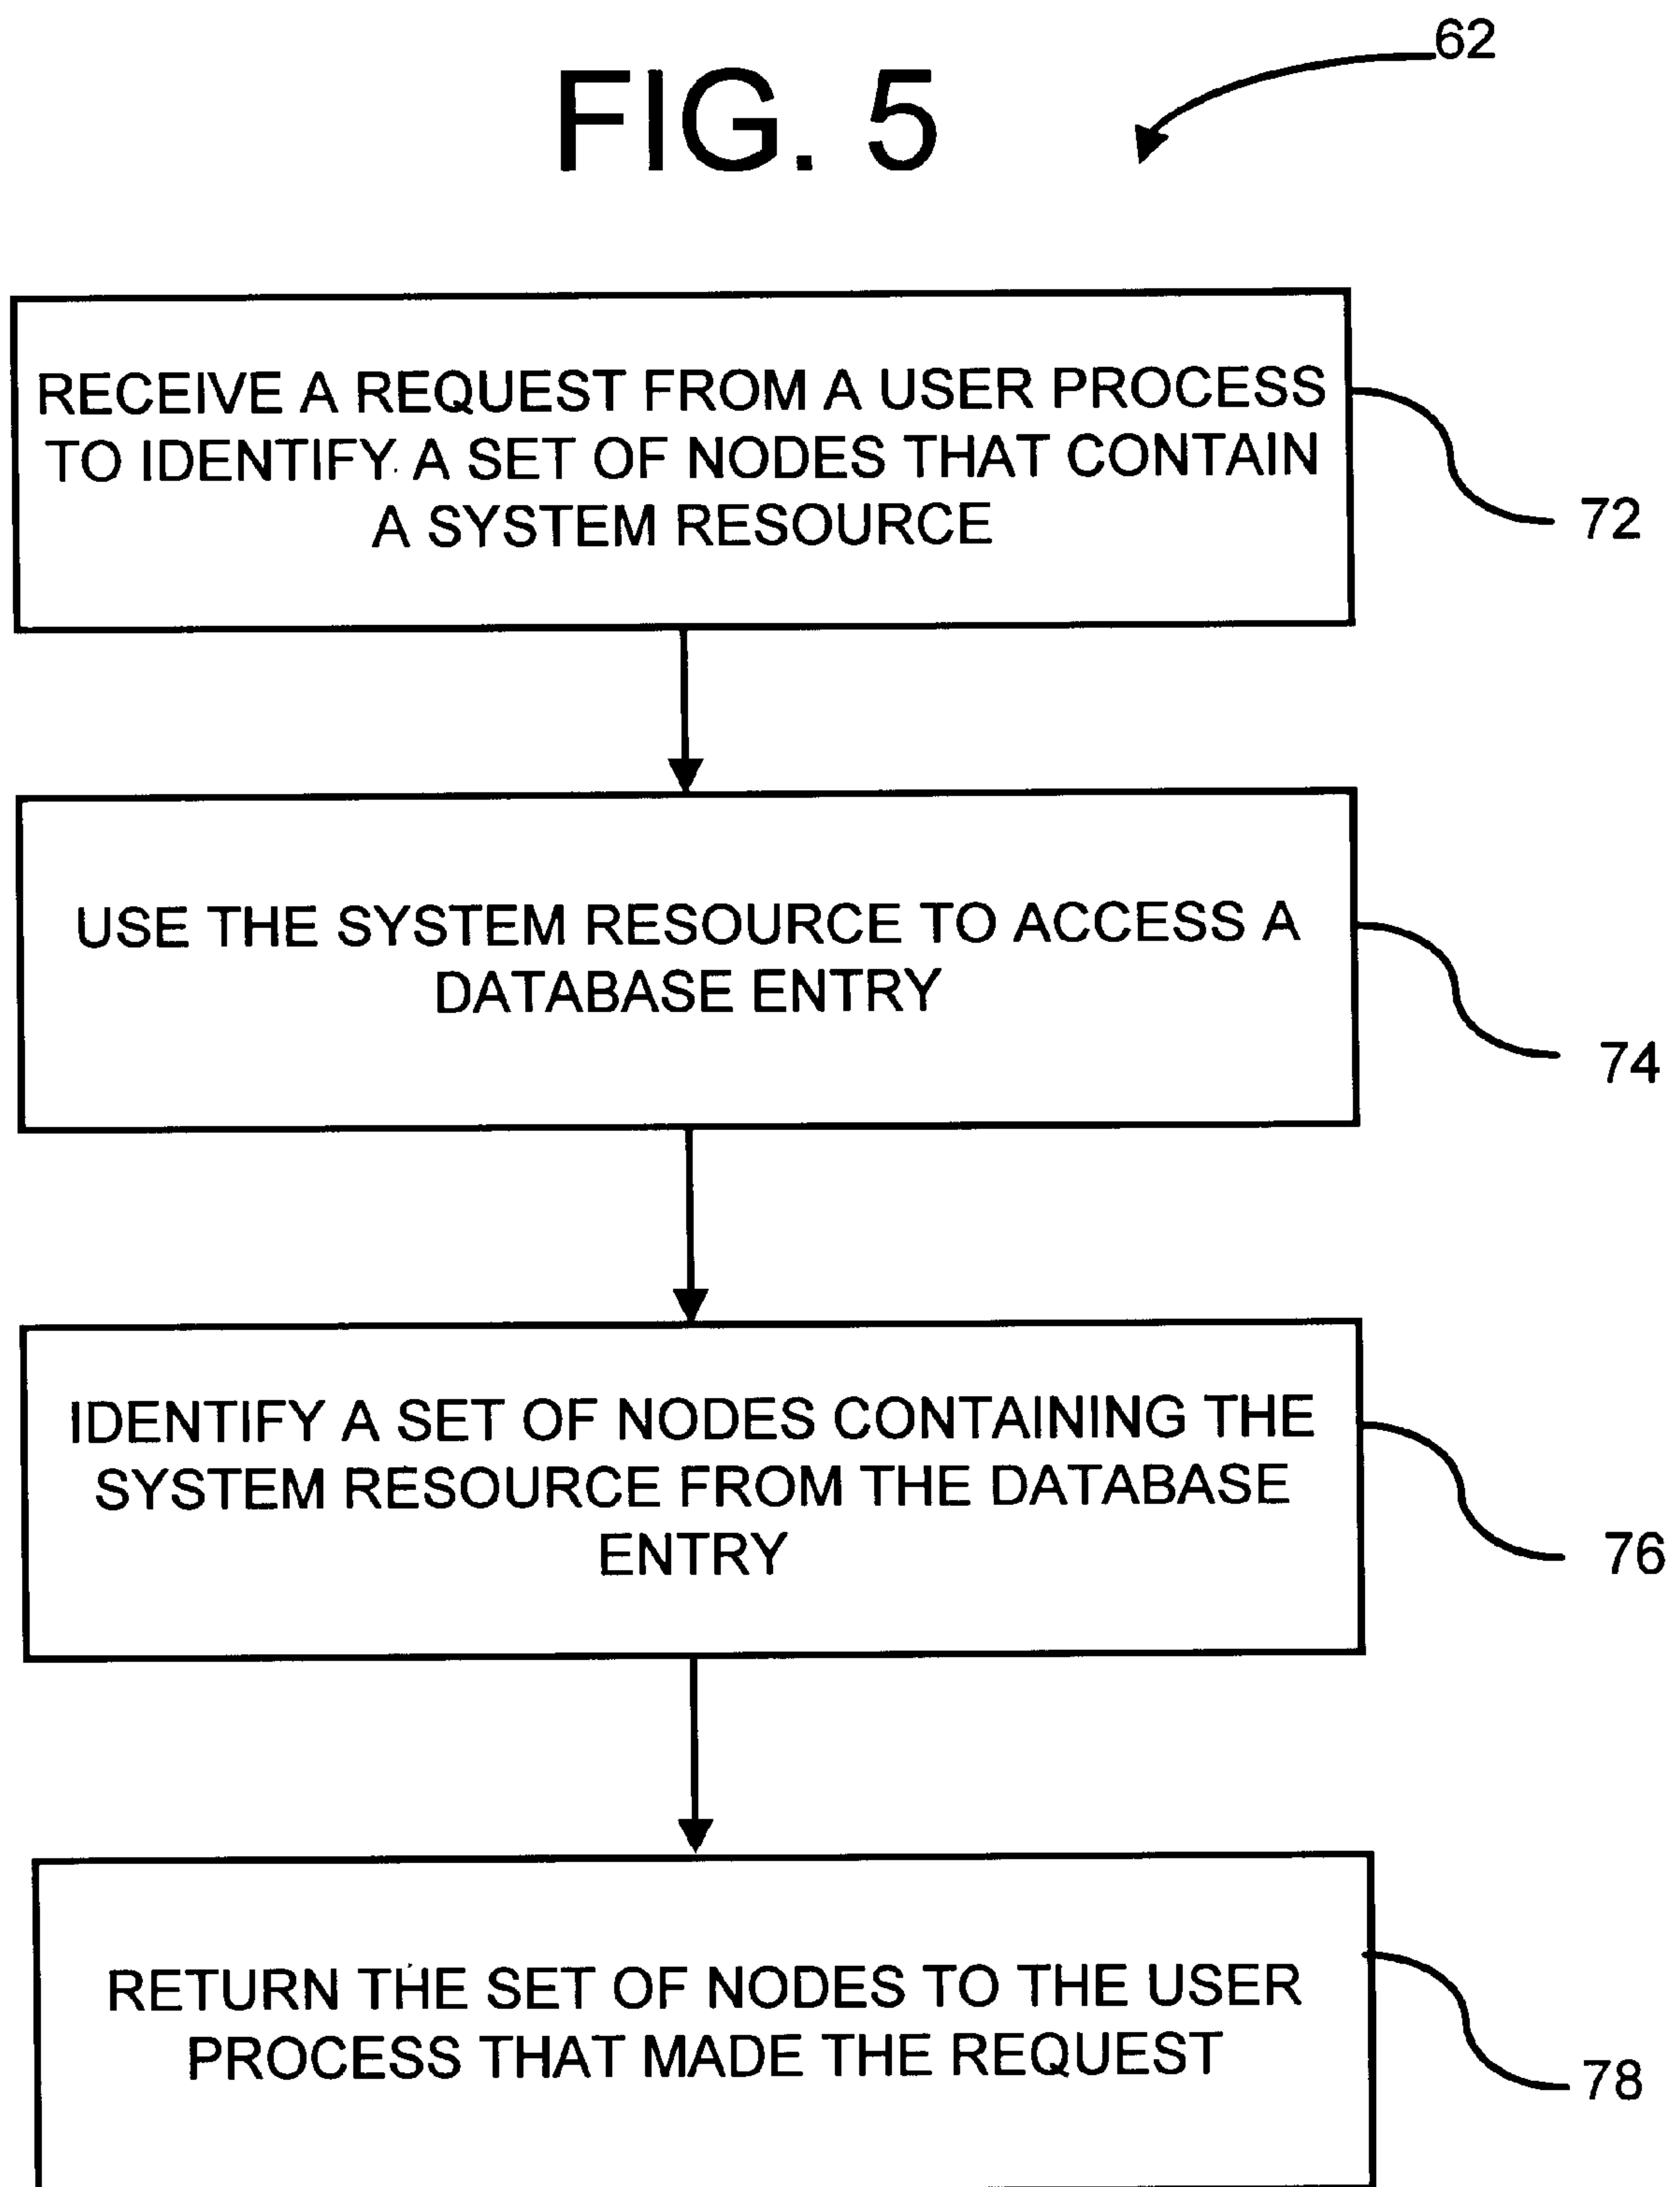 62
FIG. 5
RECEIVE A REQUEST FROM A USER PROCESS
TO IDENTIFY A SET OF NODES THAT CONTAIN
A SYSTEM RESOURCE
72
USE THE SYSTEM RESOURCE TO ACCESS A
DATABASE ENTRY
74
IDENTIFY A SET OF NODES CONTAINING THE
SYSTEM RESOURCE FROM THE DATABASE
ENTRY
76
RETURN THE SET OF NODES TO THE USER
PROCESS THAT MADE THE REQUEST
78